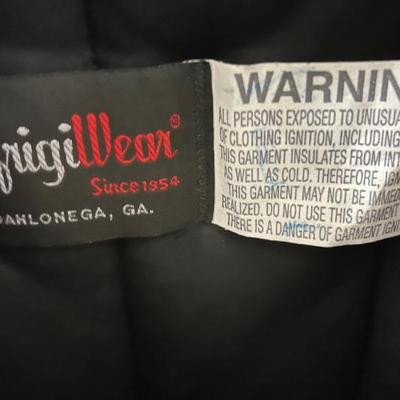 frigiWear®
Since 1954
DAHLONEGA, GA.
WARNIN
ALL PERSONS EXPOSED TO UNUSUA
OF CLOTHING IGNITION, INCLUDING
THIS GARMENT INSULATES FROM INT
AS WELL AS COLD. THEREFORE, IGN
THIS GARMENT MAY NOT BE IMMED
REALIZED. DO NOT USE THIS GARMENT
THERE IS A DANGER OF GARMENT IGNI